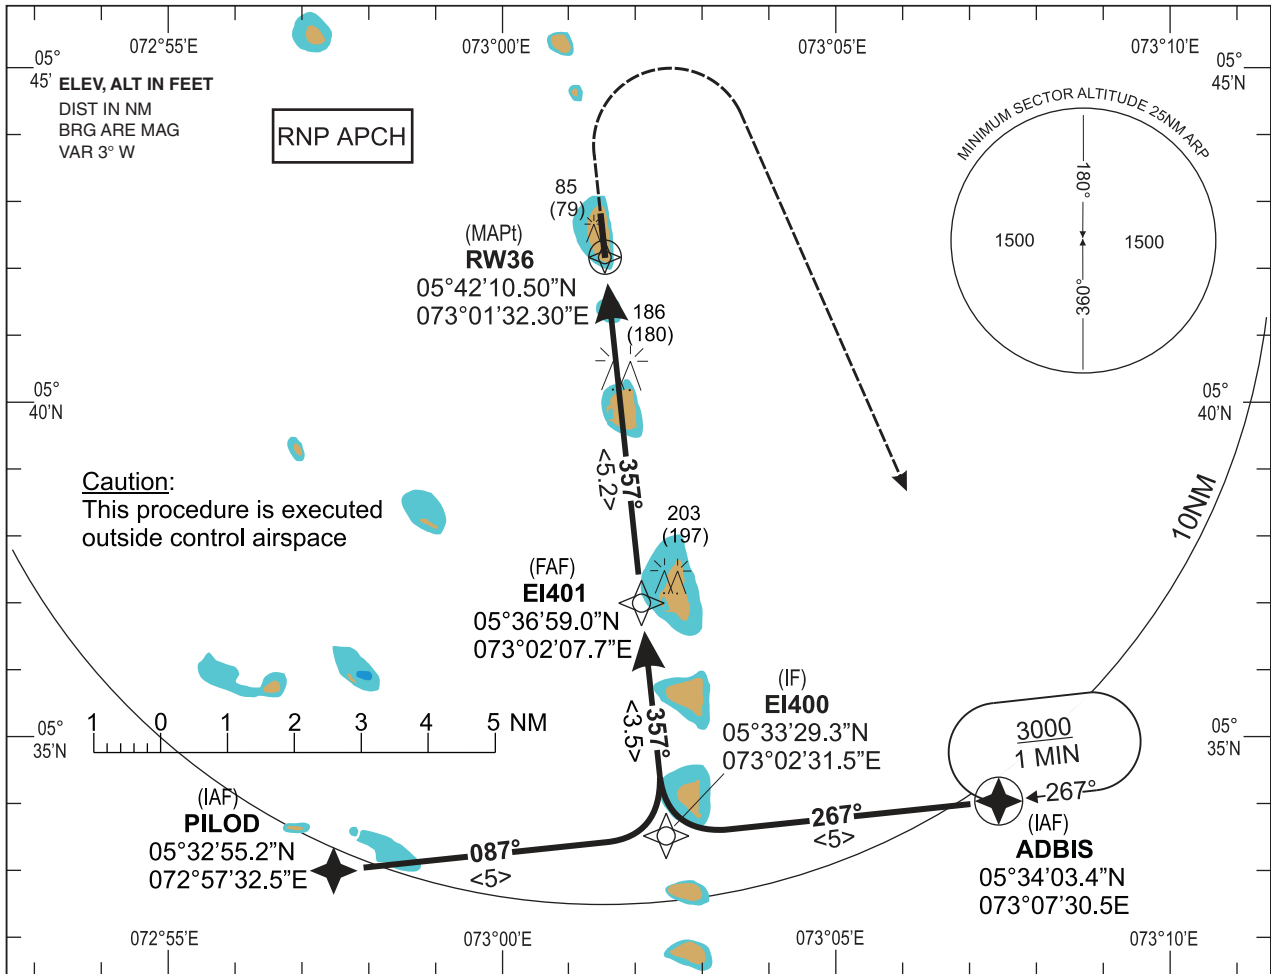 072°55'E
073°00'E
073°05'E
073°10'E
05°
45'
05°
45'N
ELEV, ALT IN FEET
DIST IN NM
BRG ARE MAG
VAR 3° W
RNP APCH
MINIMUM SECTOR ALTITUDE 25NM ARP
180°
1500
1500
360°
85
(79)
(MAPt)
RW36
05°42'10.50"N
073°01'32.30"E
186
(180)
05°
40'N
05°
40'N
357°
<5.2>
Caution:
This procedure is executed
outside control airspace
10NM
203
(197)
(FAF)
EI401
05°36'59.0"N
073°02'07.7"E
(IF)
EI400
05°33'29.3"N
073°02'31.5"E
357°
<3.5>
1 0 1 2 3 4 5 NM
05°
35'N
05°
35'N
3000
1 MIN
267°
(IAF)
PILOD
05°32'55.2"N
072°57'32.5"E
087°
<5>
267°
<5>
(IAF)
ADBIS
05°34'03.4"N
073°07'30.5E
072°55'E
073°00'E
073°05'E
073°10'E